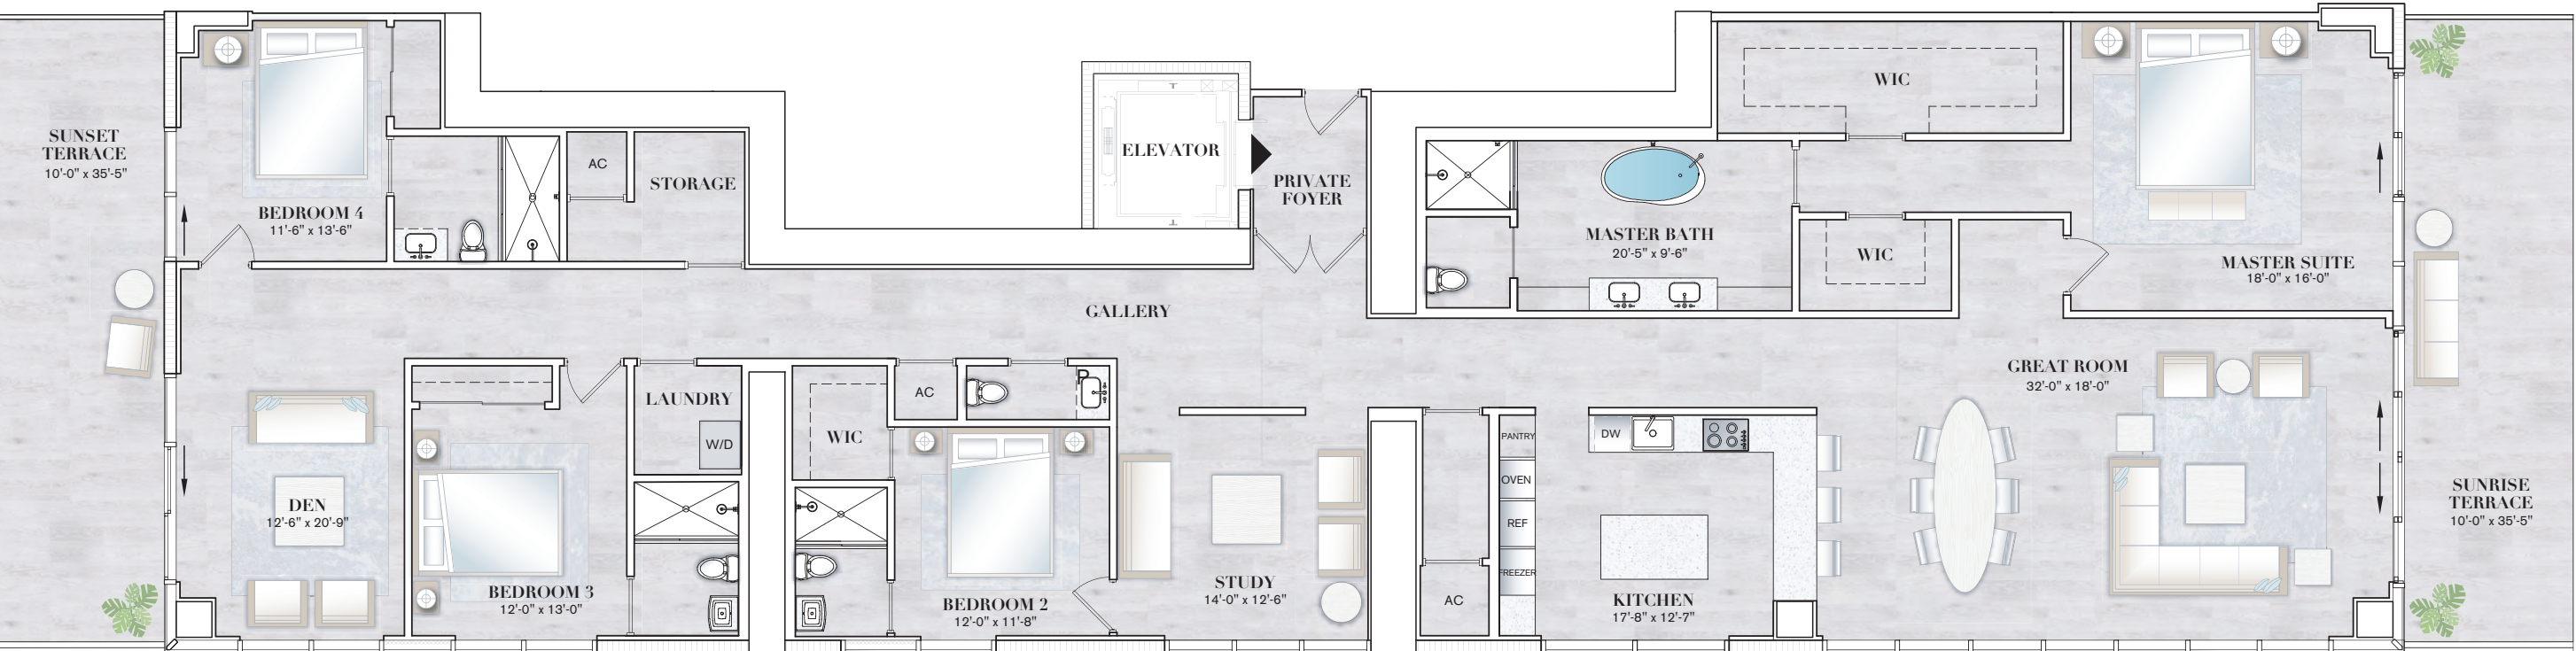 SUNSET
TERRACE
10'-0" x 35'-5"
BEDROOM 4
11'-6" x 13'-6"
AC
STORAGE
ELEVATOR
PRIVATE
FOYER
MASTER BATH
20'-5" x 9'-6"
WIC
WIC
MASTER SUITE
18'-0" x 16'-0"
GALLERY
GREAT ROOM
32'-0" x 18'-0"
DEN
12'-6" x 20'-9"
BEDROOM 3
12'-0" x 13'-0"
LAUNDRY
W/D
WIC
AC
BEDROOM 2
12'-0" x 11'-8"
STUDY
14'-0" x 12'-6"
AC
PANTRY
OVEN
REF
FREEZER
DW
KITCHEN
17'-8" x 12'-7"
SUNRISE
TERRACE
10'-0" x 35'-5"